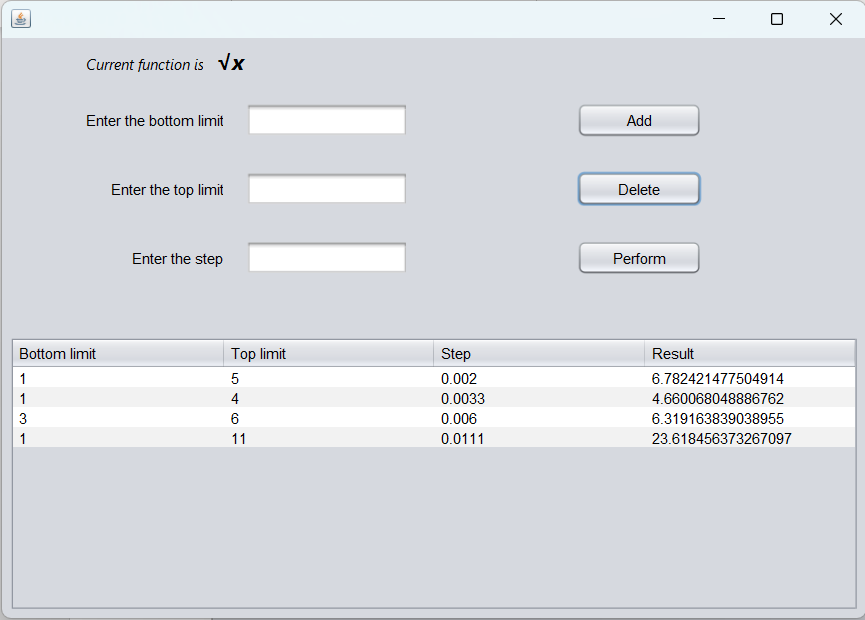 Current function is √x
Enter the bottom limit Add
Enter the top limit Delete
Enter the step Perform
Bottom limit Top limit Step Result
1 5 0.002 6.782421477504914
1 4 0.0033 4.660068048886762
3 6 0.006 6.319163839038955
1 11 0.0111 23.618456373267097